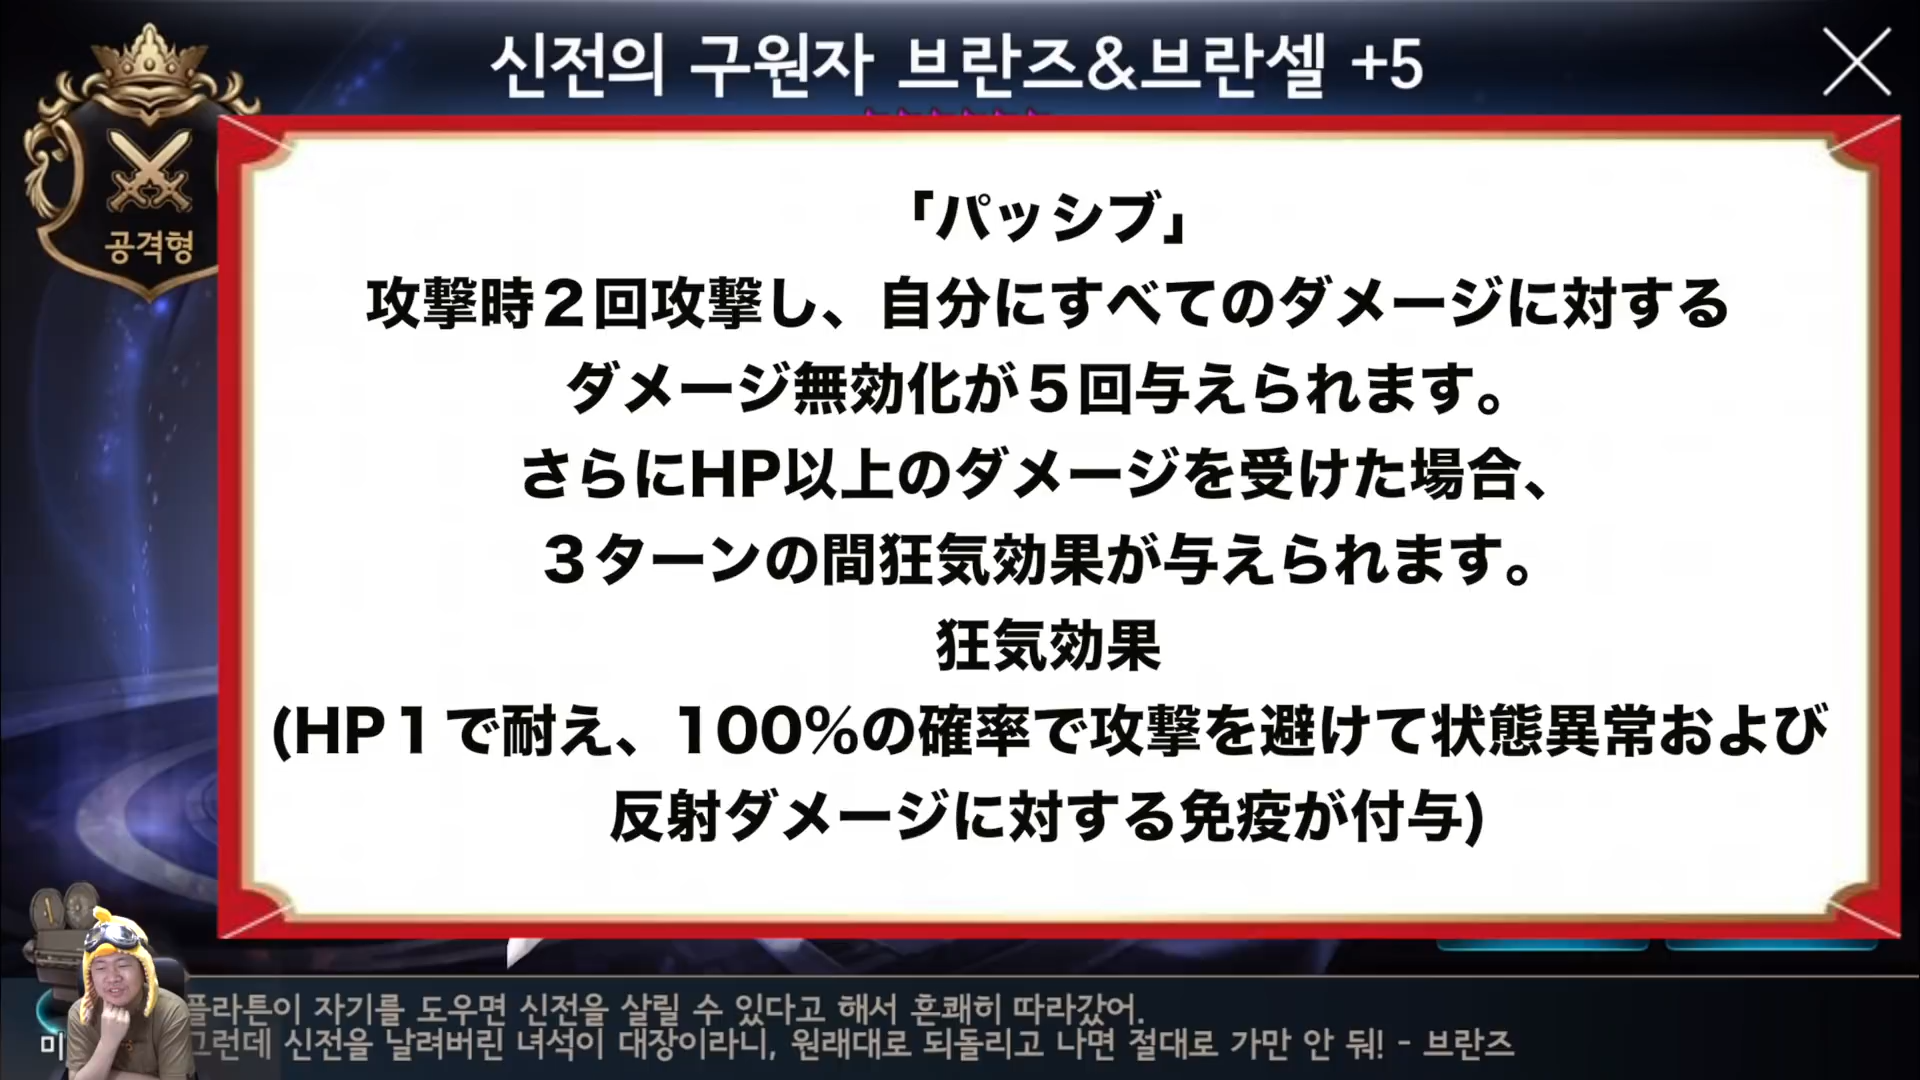 신전의 구원자 브란즈&브란셀 +5
공격형
「パッシブ」
攻撃時２回攻撃し、自分にすべてのダメージに対する
ダメージ無効化が５回与えられます。
さらにHP以上のダメージを受けた場合、
３ターンの間狂気効果が与えられます。
狂気効果
(HP１で耐え、100%の確率で攻撃を避けて状態異常および
反射ダメージに対する免疫が付与)
플라튼이 자기를 도우면 신전을 살릴 수 있다고 해서 흔쾌히 따라갔어.
그런데 신전을 날려버린 녀석이 대장이라니, 원래대로 되돌리고 나면 절대로 가만 안 둬! - 브란즈